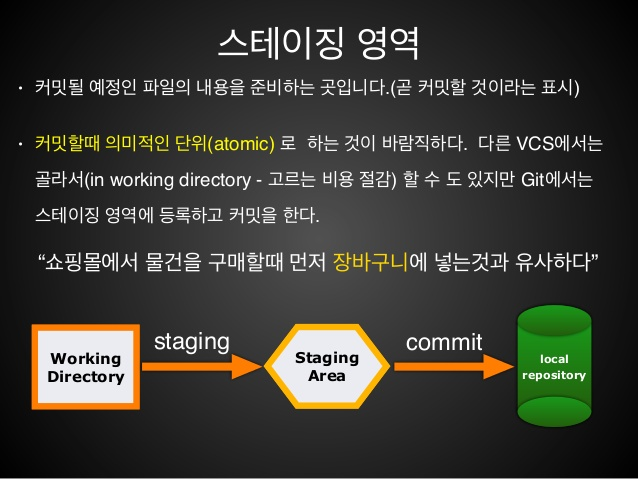 스테이징 영역
• 커밋될 예정인 파일의 내용을 준비하는 곳입니다.(곧 커밋할 것이라는 표시)
• 커밋할때 의미적인 단위(atomic) 로 하는 것이 바람직하다. 다른 VCS에서는
골라서(in working directory - 고르는 비용 절감) 할 수 도 있지만 Git에서는
스테이징 영역에 등록하고 커밋을 한다.
“쇼핑몰에서 물건을 구매할때 먼저 장바구니에 넣는것과 유사하다”
Working
Directory
staging
Staging
Area
commit
local
repository